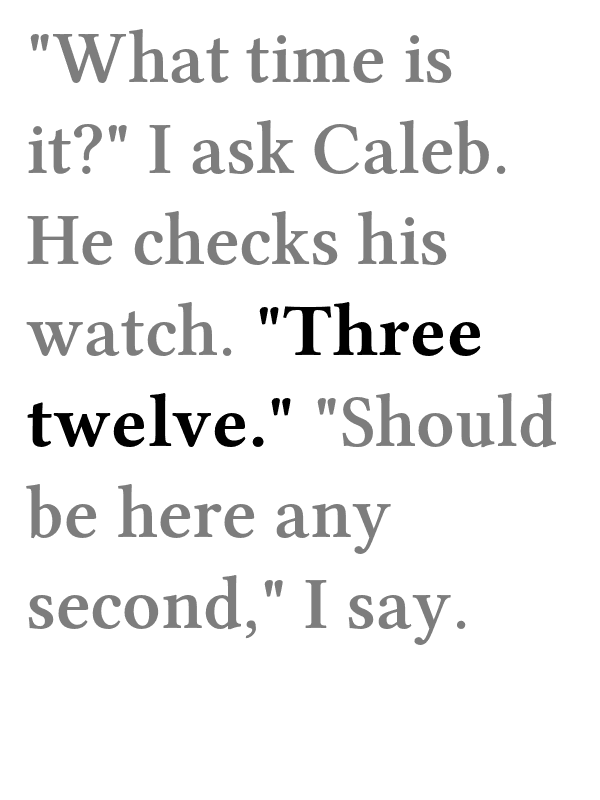 "What time is
it?" I ask Caleb.
He checks his
watch. "Three
twelve." "Should
be here any
second," I say.